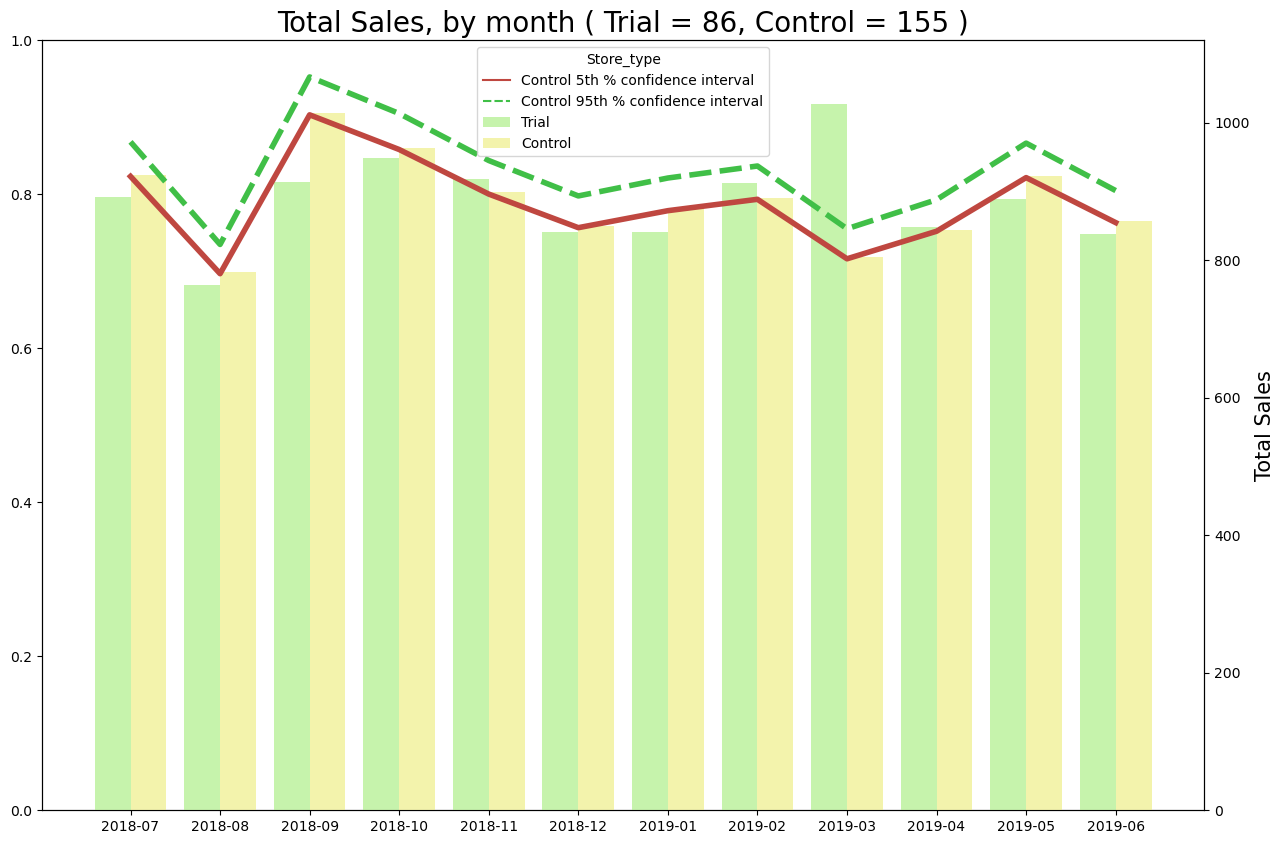 Total Sales, by month ( Trial = 86, Control = 155 )
Store_type
Control 5th % confidence interval
Control 95th % confidence interval
Trial
Control
1.0
0.8
0.6
0.4
0.2
0.0
1000
800
600
400
200
0
Total Sales
2018-07 2018-08 2018-09 2018-10 2018-11 2018-12 2019-01 2019-02 2019-03 2019-04 2019-05 2019-06